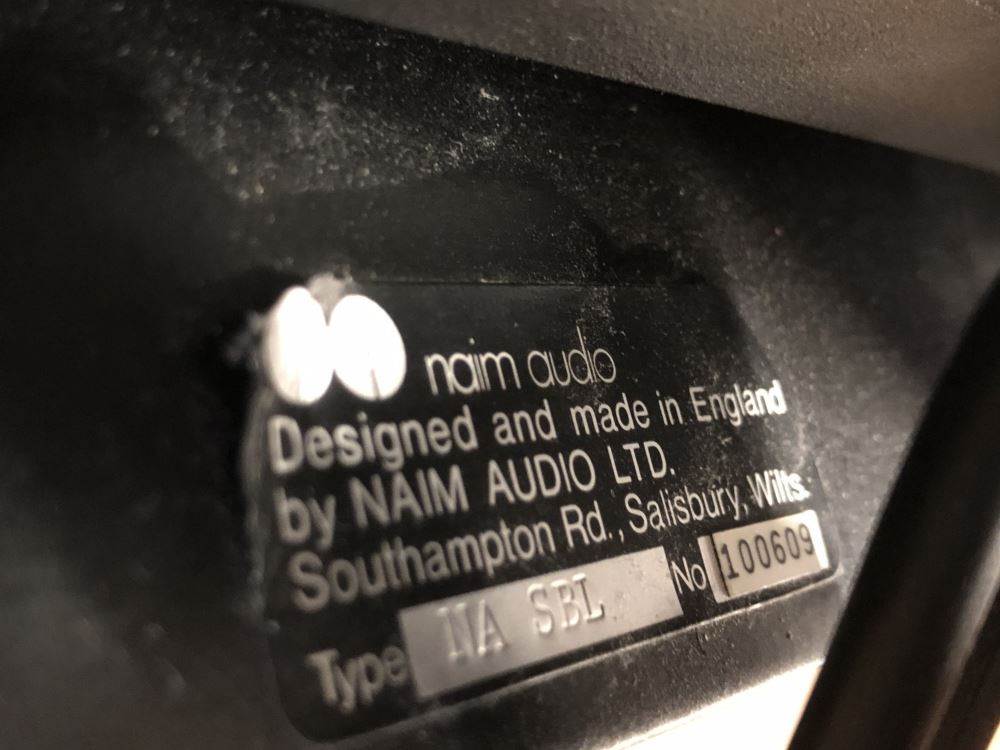 naim audio
Designed and made in England
by NAIM AUDIO LTD.
Southampton Rd., Salisbury, Wilts.
Type NA SBL No 100609